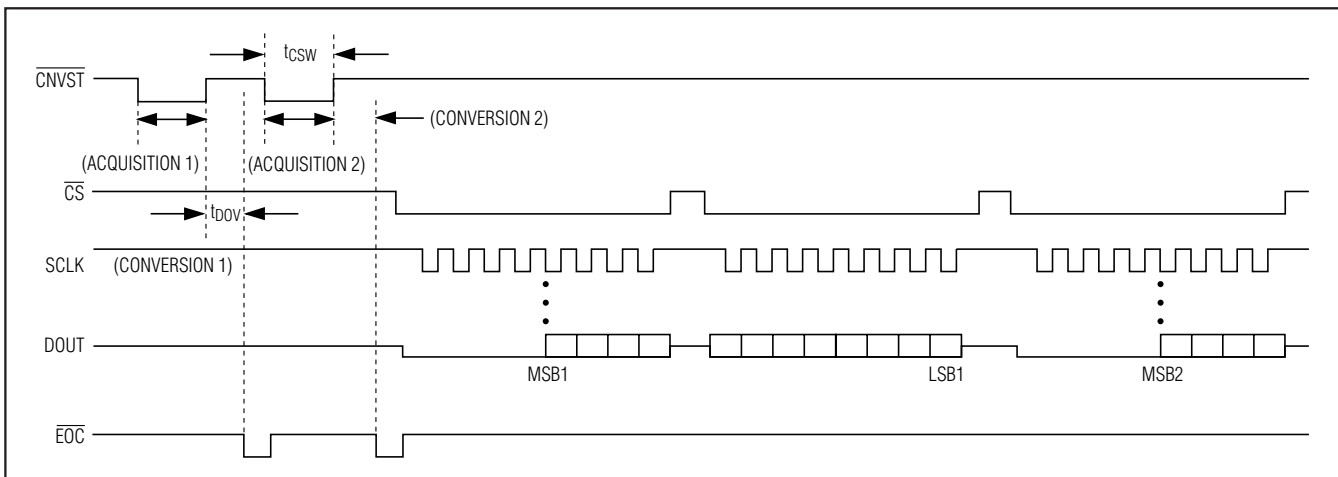 tCSW
CNVST
(CONVERSION 2)
(ACQUISITION 1)
(ACQUISITION 2)
CS
tDOV
SCLK
(CONVERSION 1)
DOUT
MSB1
LSB1
MSB2
EOC